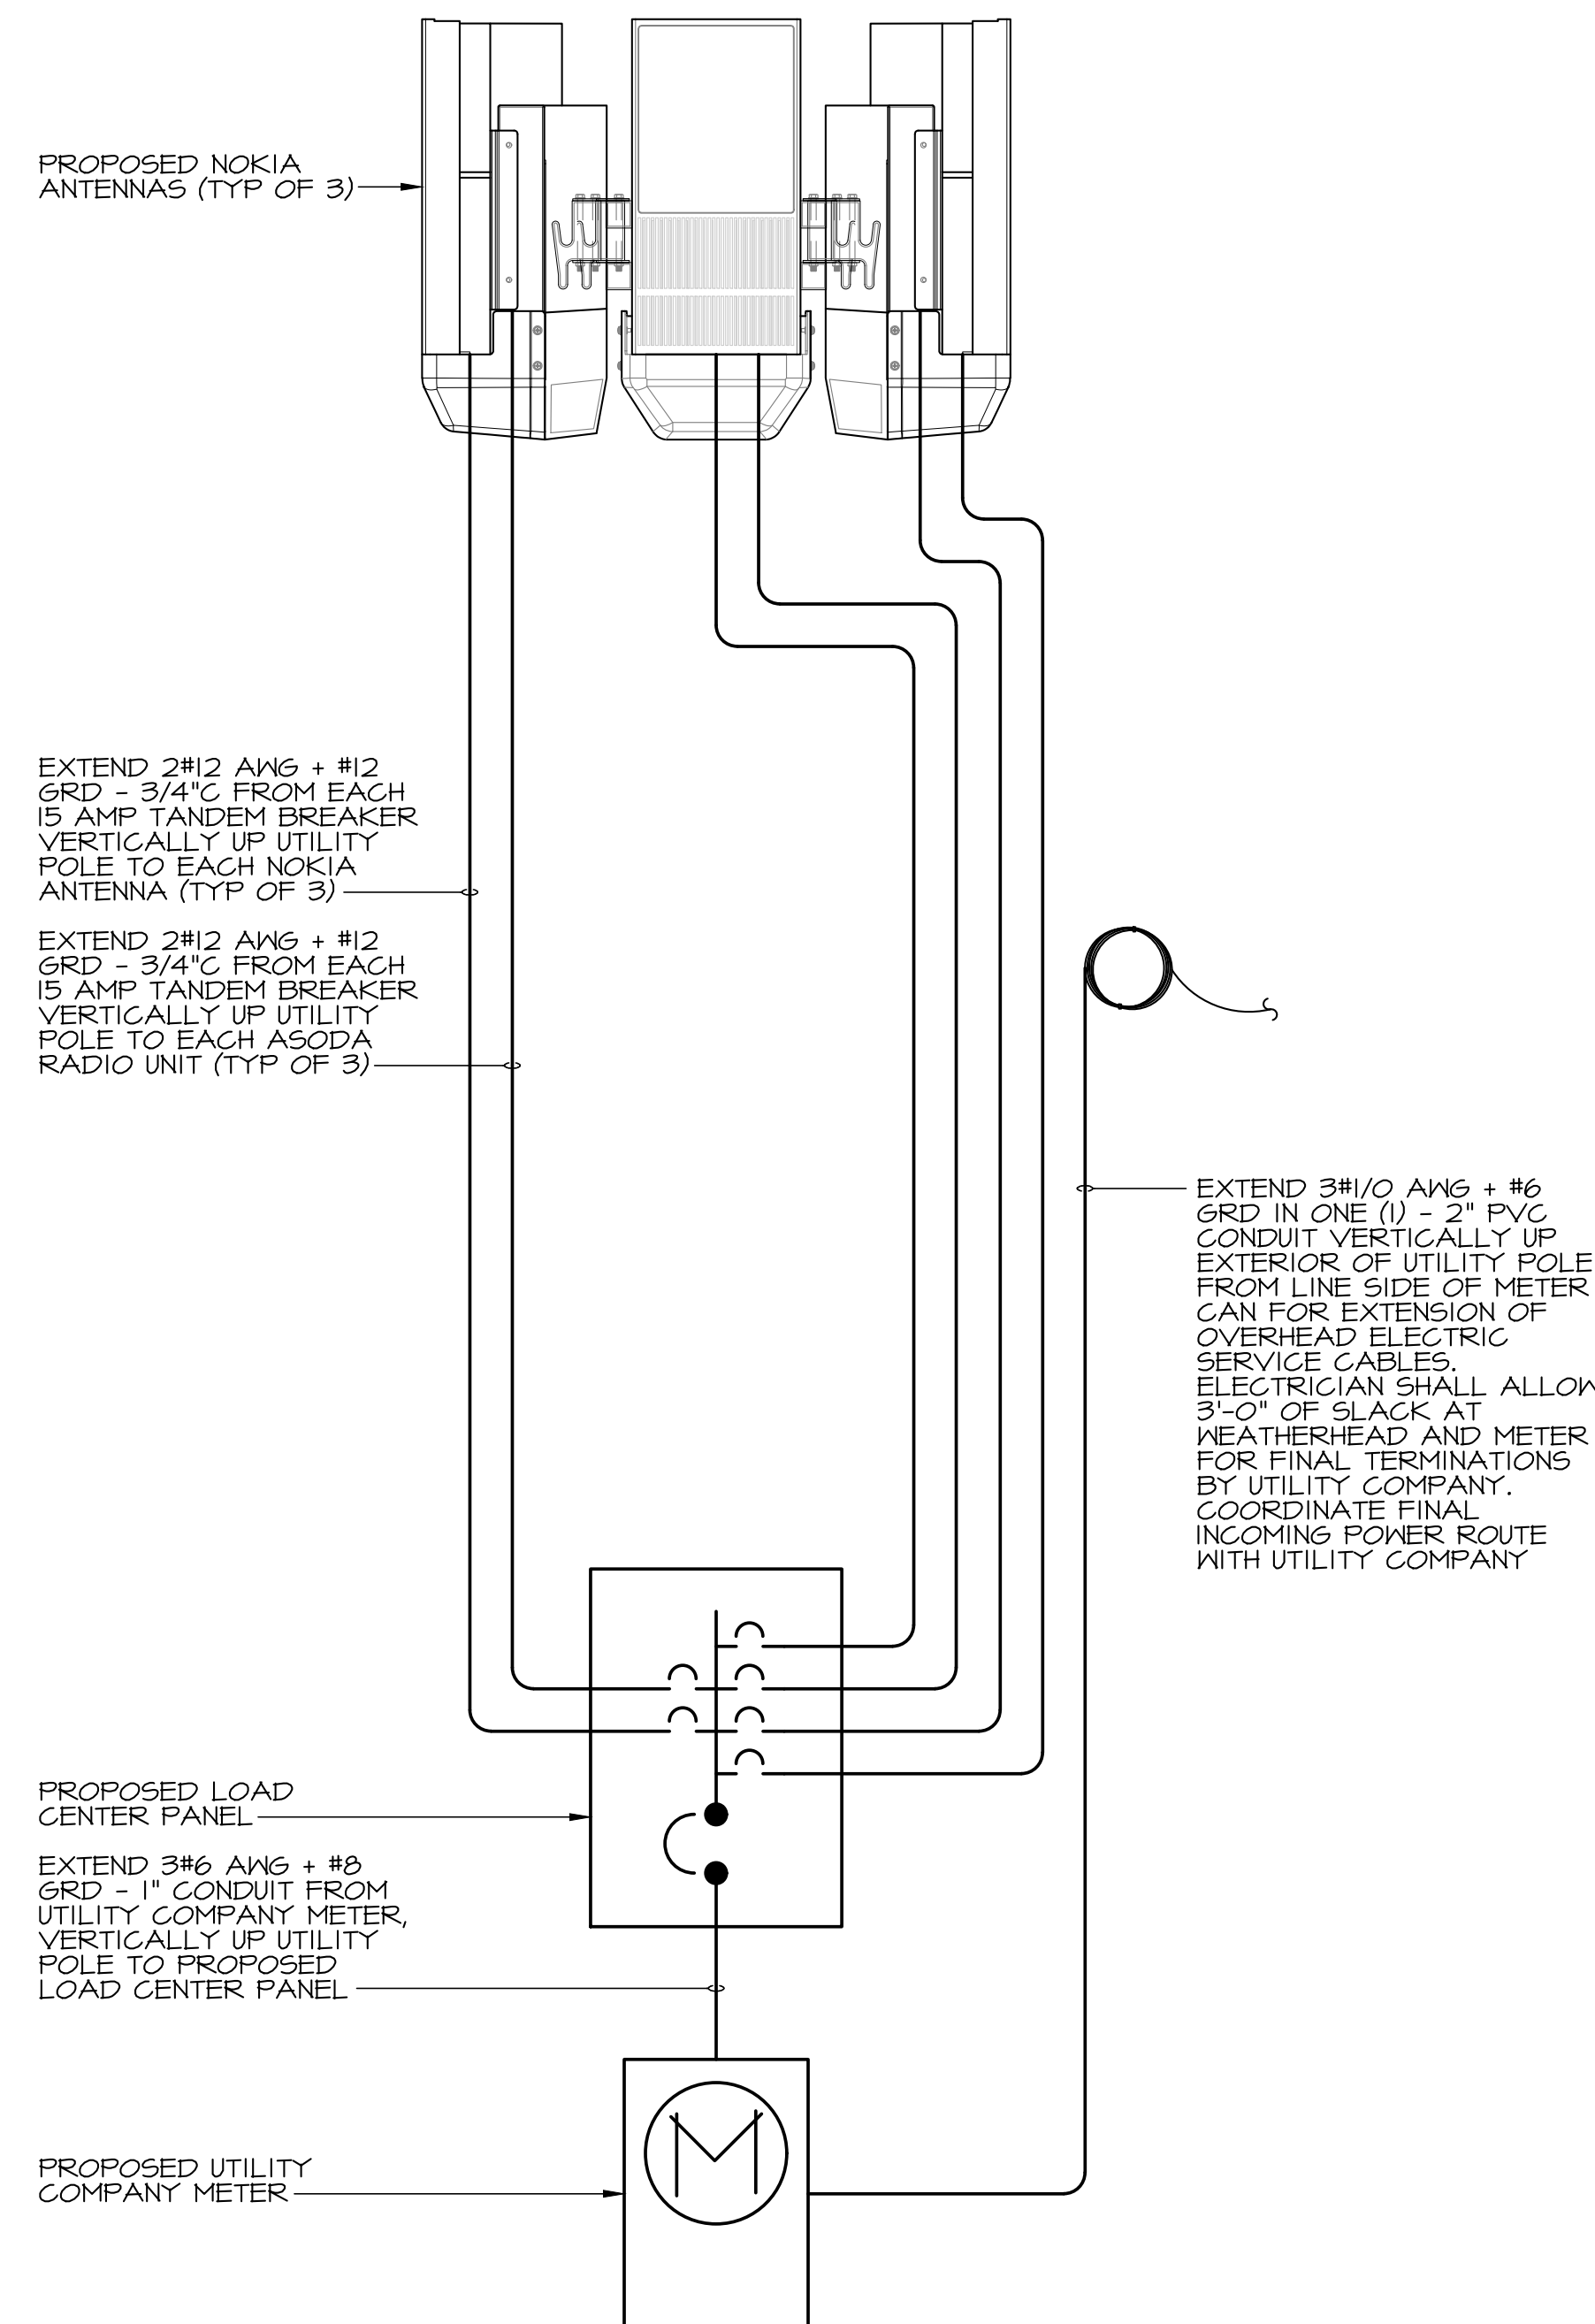 PROPOSED NOKIA
ANTENNAS (TYP OF 3)
EXTEND 2#12 AWG + #12
GRD - 3/4"C FROM EACH
15 AMP TANDEM BREAKER
VERTICALLY UP UTILITY
POLE TO EACH NOKIA
ANTENNA (TYP OF 3)
EXTEND 2#12 AWG + #12
GRD - 3/4"C FROM EACH
15 AMP TANDEM BREAKER
VERTICALLY UP UTILITY
POLE TO EACH ASODA
RADIO UNIT (TYP OF 3)
EXTEND 3#1/0 AWG + #6
GRD IN ONE (1) - 2" PVC
CONDUIT VERTICALLY UP
EXTERIOR OF UTILITY POLE
FROM LINE SIDE OF METER
CAN FOR EXTENSION OF
OVERHEAD ELECTRIC
SERVICE CABLES.
ELECTRICIAN SHALL ALLOW
3'-0" OF SLACK AT
WEATHERHEAD AND METER
FOR FINAL TERMINATIONS
BY UTILITY COMPANY.
COORDINATE FINAL
INCOMING POWER ROUTE
WITH UTILITY COMPANY
PROPOSED LOAD
CENTER PANEL
EXTEND 3#6 AWG + #8
GRD - 1" CONDUIT FROM
UTILITY COMPANY METER,
VERTICALLY UP UTILITY
POLE TO PROPOSED
LOAD CENTER PANEL
M
PROPOSED UTILITY
COMPANY METER